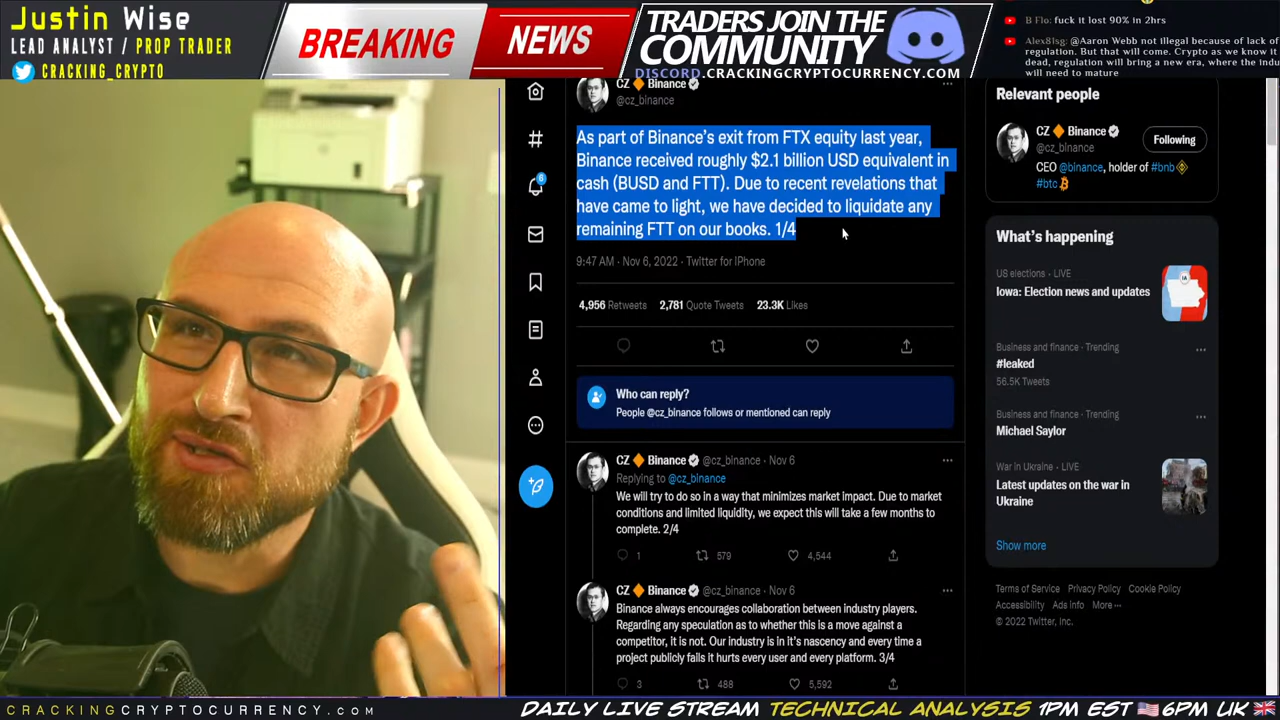 Justin Wise
LEAD ANALYST / PROP TRADER
CRACKING_CRYPTO
BREAKING
NEWS
TRADERS JOIN THE
COMMUNITY
DISCORD.CRACKINGCRYPTOCURRENCY.COM
B Flo: fuck it lost 90% in 2hrs
Alex8lsg: @Aaron Webb not illegal because of lack of
regulation. But that will come. Crypto as we know it
dead, regulation will bring a new era, where the indu
will need to mature
CZ Binance
@cz_binance
As part of Binance's exit from FTX equity last year,
Binance received roughly $2.1 billion USD equivalent in
cash (BUSD and FTT). Due to recent revelations that
have came to light, we have decided to liquidate any
remaining FTT on our books. 1/4
9:47 AM · Nov 6, 2022 · Twitter for iPhone
4,956 Retweets 2,781 Quote Tweets 23.3K Likes
Who can reply?
People @cz_binance follows or mentioned can reply
CZ Binance @cz_binance · Nov 6
Replying to @cz_binance
We will try to do so in a way that minimizes market impact. Due to market
conditions and limited liquidity, we expect this will take a few months to
complete. 2/4
1 579 4,544
CZ Binance @cz_binance · Nov 6
Binance always encourages collaboration between industry players.
Regarding any speculation as to whether this is a move against a
competitor, it is not. Our industry is in it's nascency and every time a
project publicly fails it hurts every user and every platform. 3/4
3 488 5,592
6
Relevant people
CZ Binance
@cz_binance
Following
CEO @binance, holder of #bnb
#btc
What's happening
US elections · LIVE
Iowa: Election news and updates
Business and finance · Trending
#leaked
56.5K Tweets
Business and finance · Trending
Michael Saylor
War in Ukraine · LIVE
Latest updates on the war in
Ukraine
Show more
Terms of Service Privacy Policy Cookie Policy
Accessibility Ads info More ···
© 2022 Twitter, Inc.
CRACKINGCRYPTOCURRENCY.COM
DAILY LIVE STREAM TECHNICAL ANALYSIS 1PM EST 6PM UK